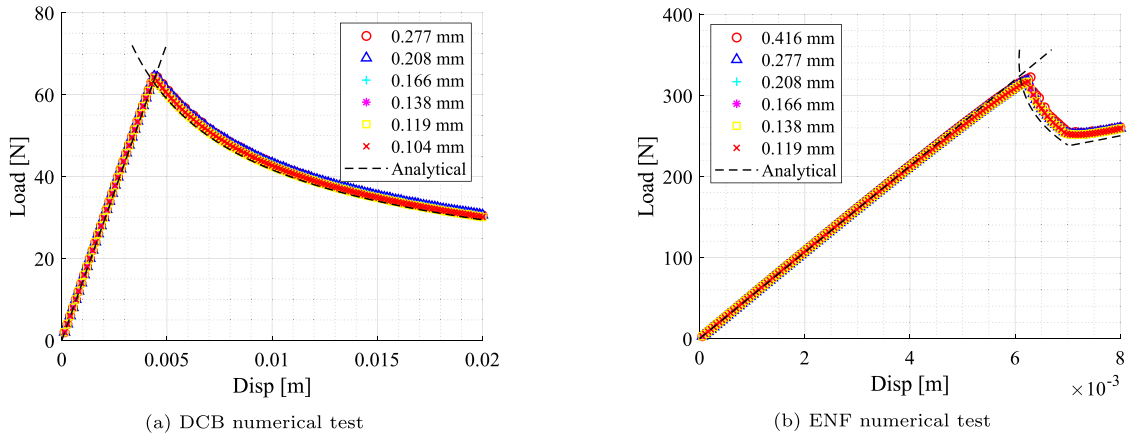 80
60
40
20
0
Load [N]
0.277 mm
0.208 mm
0.166 mm
0.138 mm
0.119 mm
0.104 mm
Analytical
0
0.005
0.01
0.015
0.02
Disp [m]
(a) DCB numerical test
400
300
200
100
0
Load [N]
0.416 mm
0.277 mm
0.208 mm
0.166 mm
0.138 mm
0.119 mm
Analytical
0
2
4
6
8
Disp [m]
×10⁻³
(b) ENF numerical test